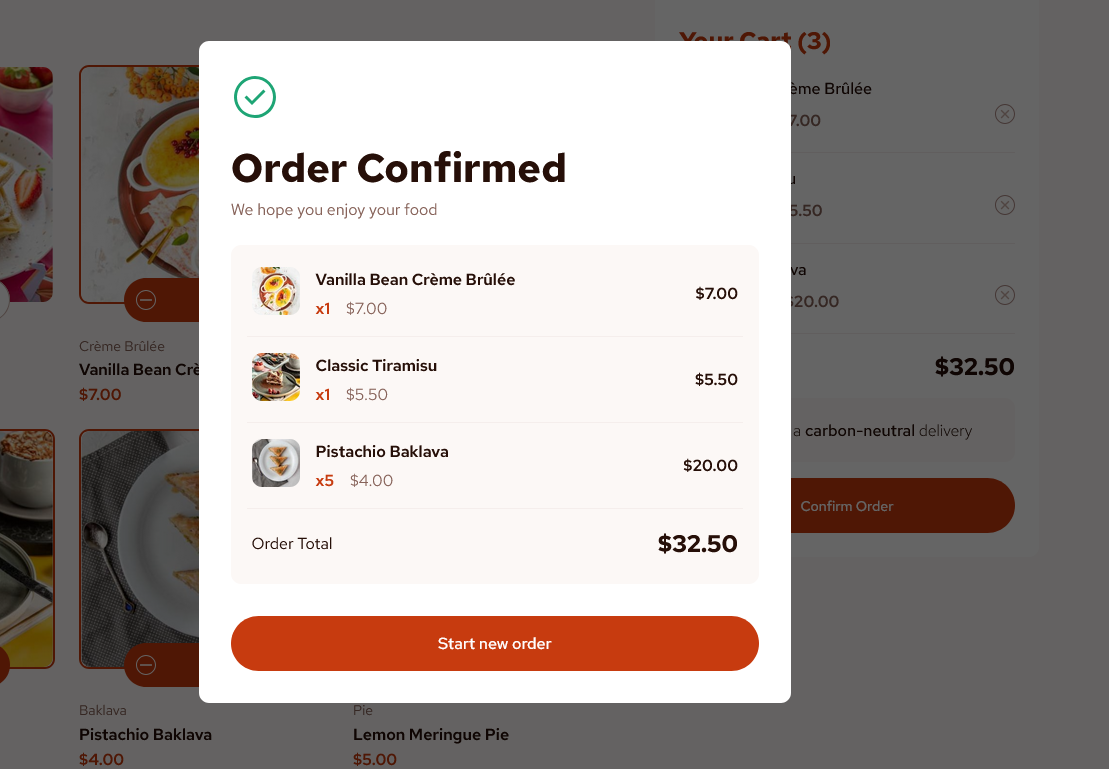 Your Cart (3)
Order Confirmed
We hope you enjoy your food
Vanilla Bean Crème Brûlée
x1 $7.00
$7.00
Classic Tiramisu
x1 $5.50
$5.50
Pistachio Baklava
x5 $4.00
$20.00
Order Total
$32.50
Start new order
ème Brûlée
7.00
u
5.50
va
$20.00
$32.50
a carbon-neutral delivery
Confirm Order
Crème Brûlée
Vanilla Bean Crè
$7.00
Baklava
Pistachio Baklava
$4.00
Pie
Lemon Meringue Pie
$5.00